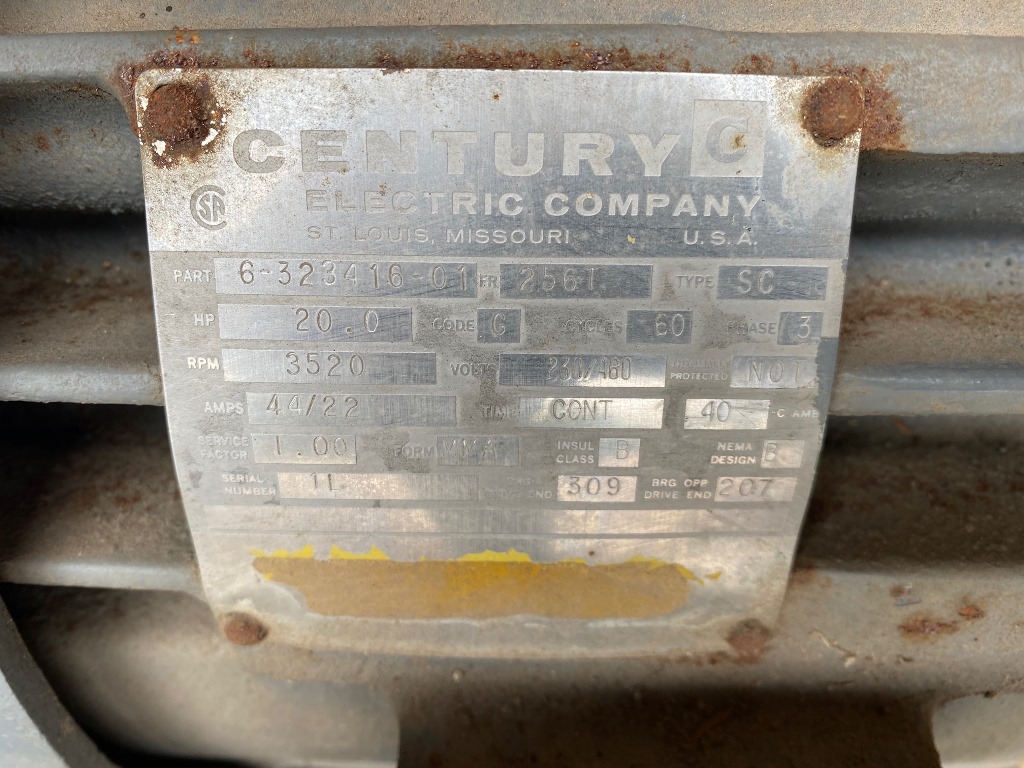 CENTURY C
SA
ELECTRIC COMPANY
ST. LOUIS, MISSOURI U.S.A.
PART 6-323416-01 FR 256T TYPE SC
HP 20.0 CODE G CYCLES 60 PHASE 3
RPM 3520 VOLTS 230/460 PROTECTED NOT
AMPS 44/22 TIME CONT 40 °C AMB
SERVICE FACTOR 1.00 FORM INSUL CLASS B NEMA DESIGN B
SERIAL NUMBER 1L END 309 BRG OPP DRIVE END 207